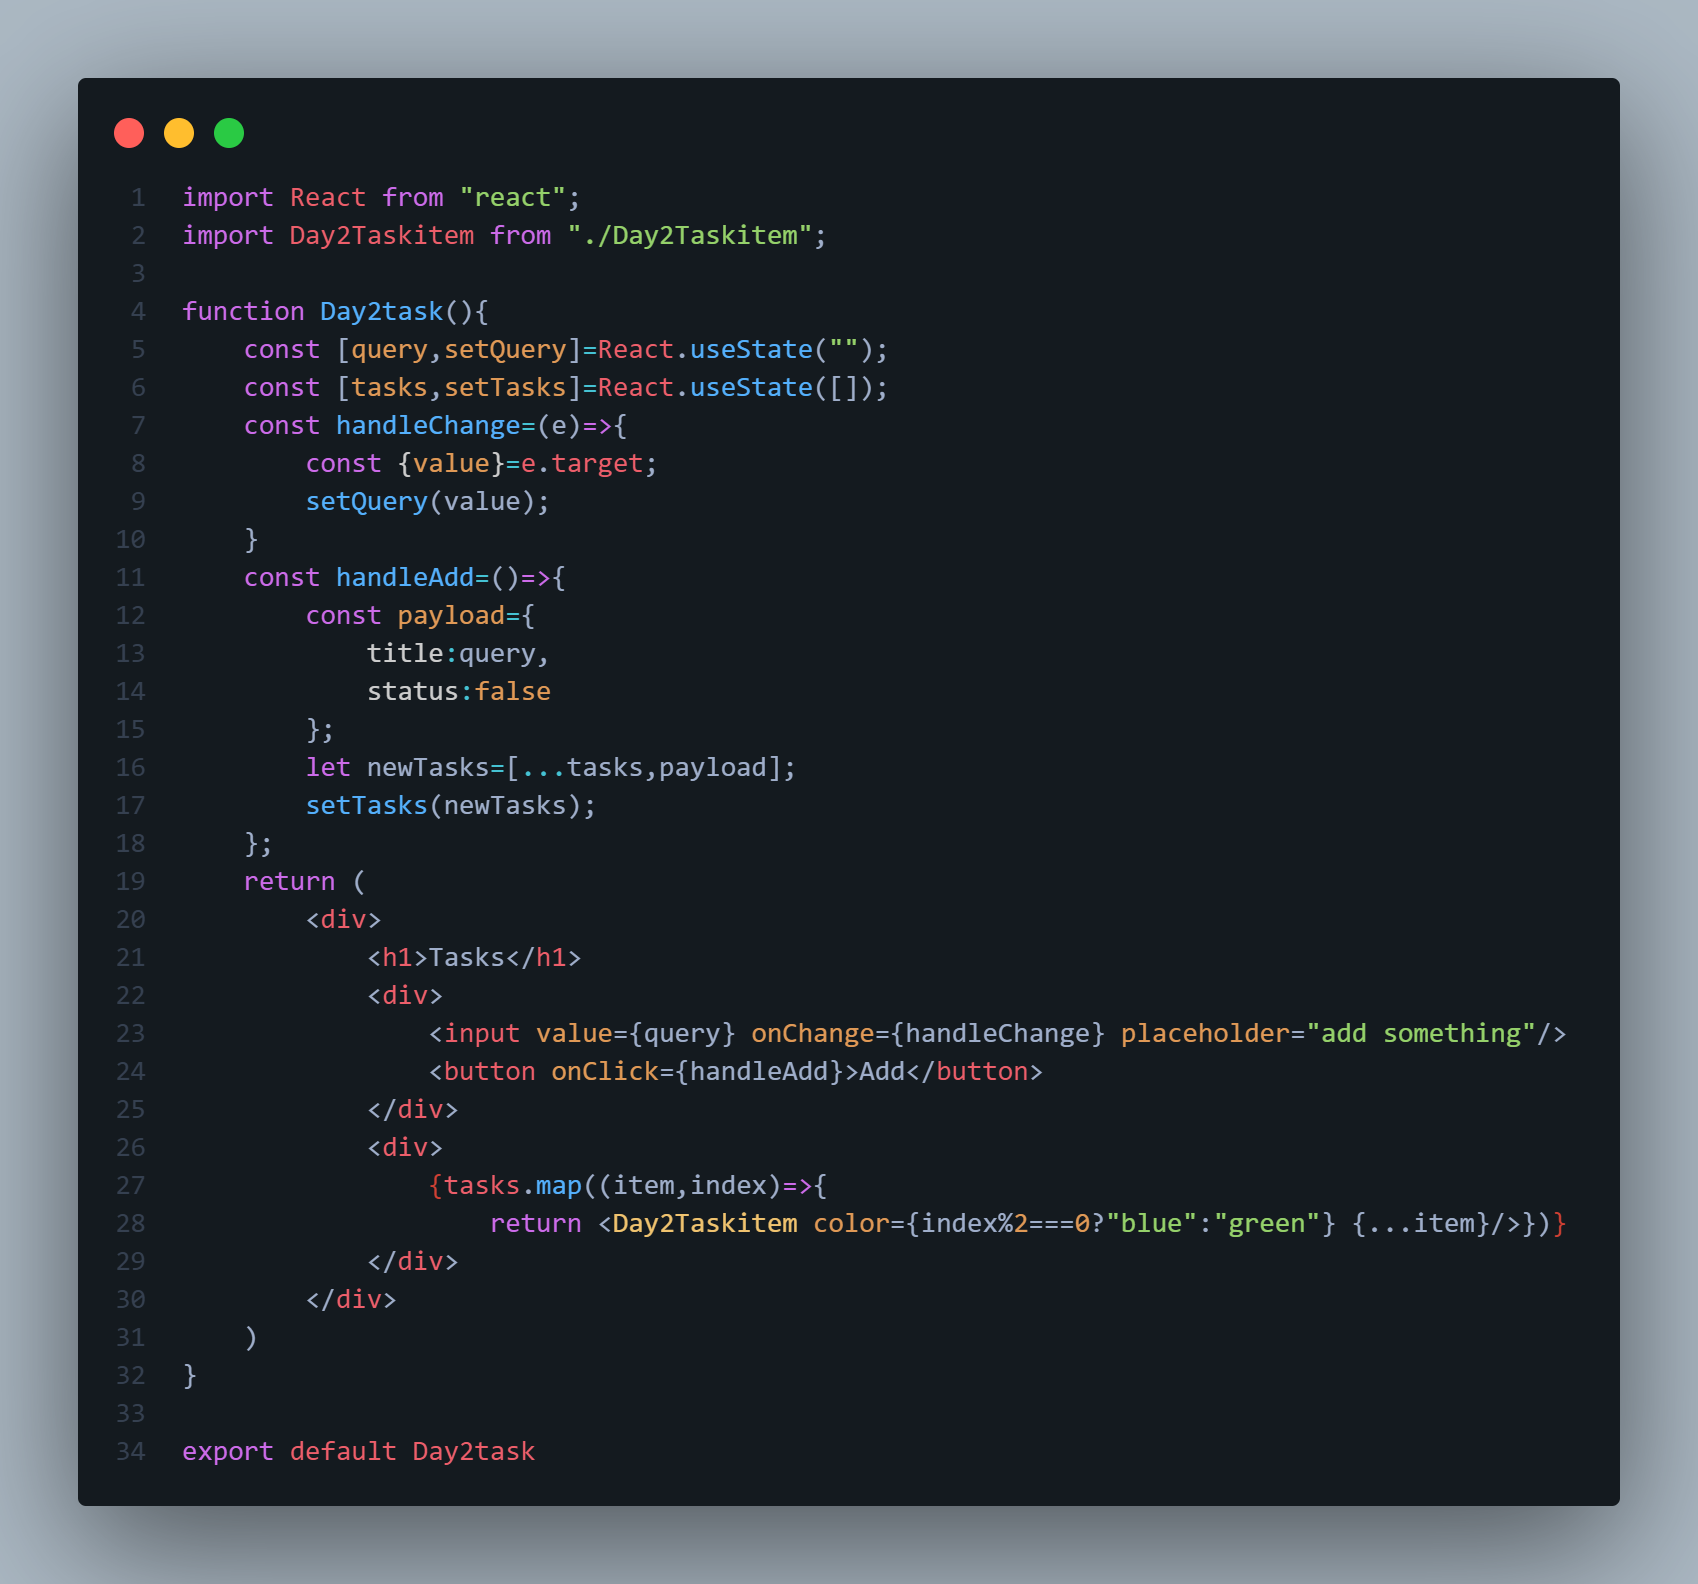 1 import React from "react";
2 import Day2Taskitem from "./Day2Taskitem";
3
4 function Day2task(){
5     const [query,setQuery]=React.useState("");
6     const [tasks,setTasks]=React.useState([]);
7     const handleChange=(e)=>{
8         const {value}=e.target;
9         setQuery(value);
10     }
11     const handleAdd=()=>{
12         const payload={
13             title:query,
14             status:false
15         };
16         let newTasks=[...tasks,payload];
17         setTasks(newTasks);
18     };
19     return (
20         <div>
21             <h1>Tasks</h1>
22             <div>
23                 <input value={query} onChange={handleChange} placeholder="add something"/>
24                 <button onClick={handleAdd}>Add</button>
25             </div>
26             <div>
27                 {tasks.map((item,index)=>{
28                     return <Day2Taskitem color={index%2===0?"blue":"green"} {...item}/>})}
29             </div>
30         </div>
31     )
32 }
33
34 export default Day2task